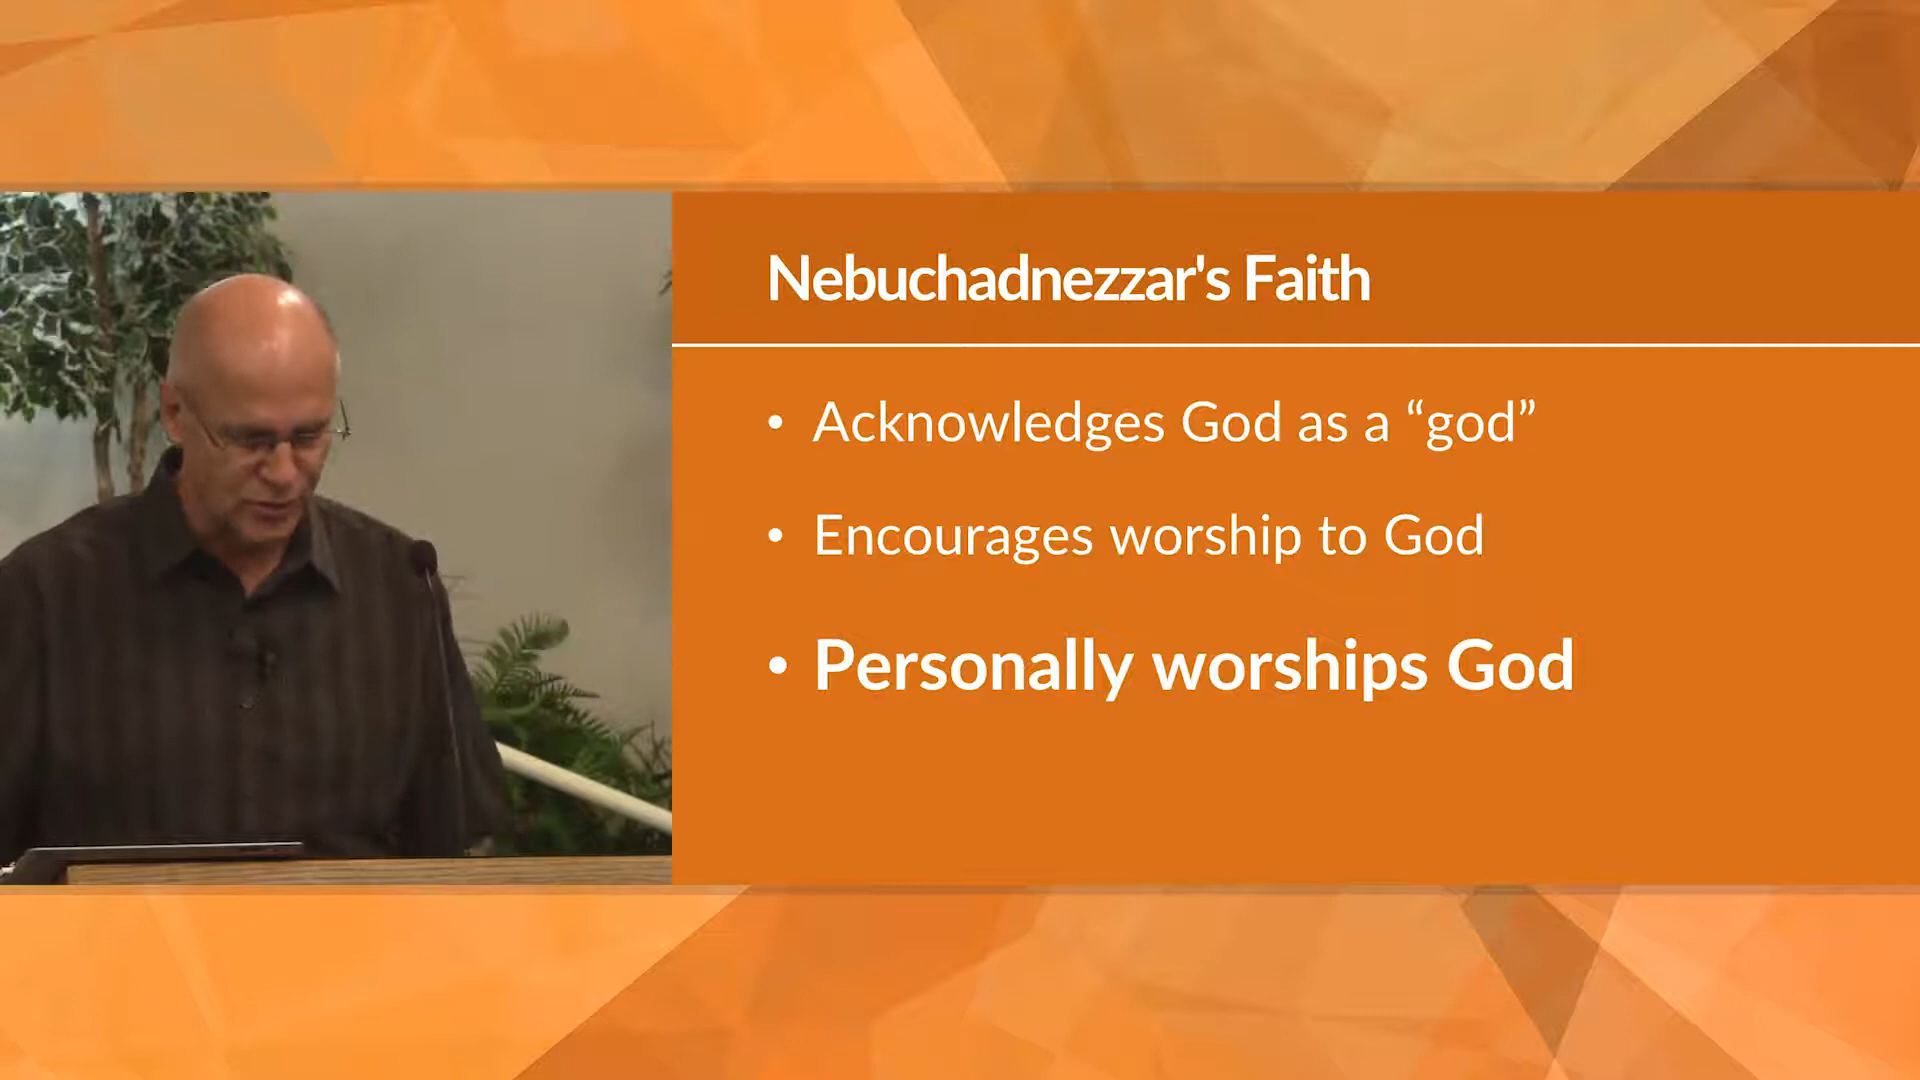 Nebuchadnezzar's Faith
• Acknowledges God as a “god”
• Encourages worship to God
• Personally worships God